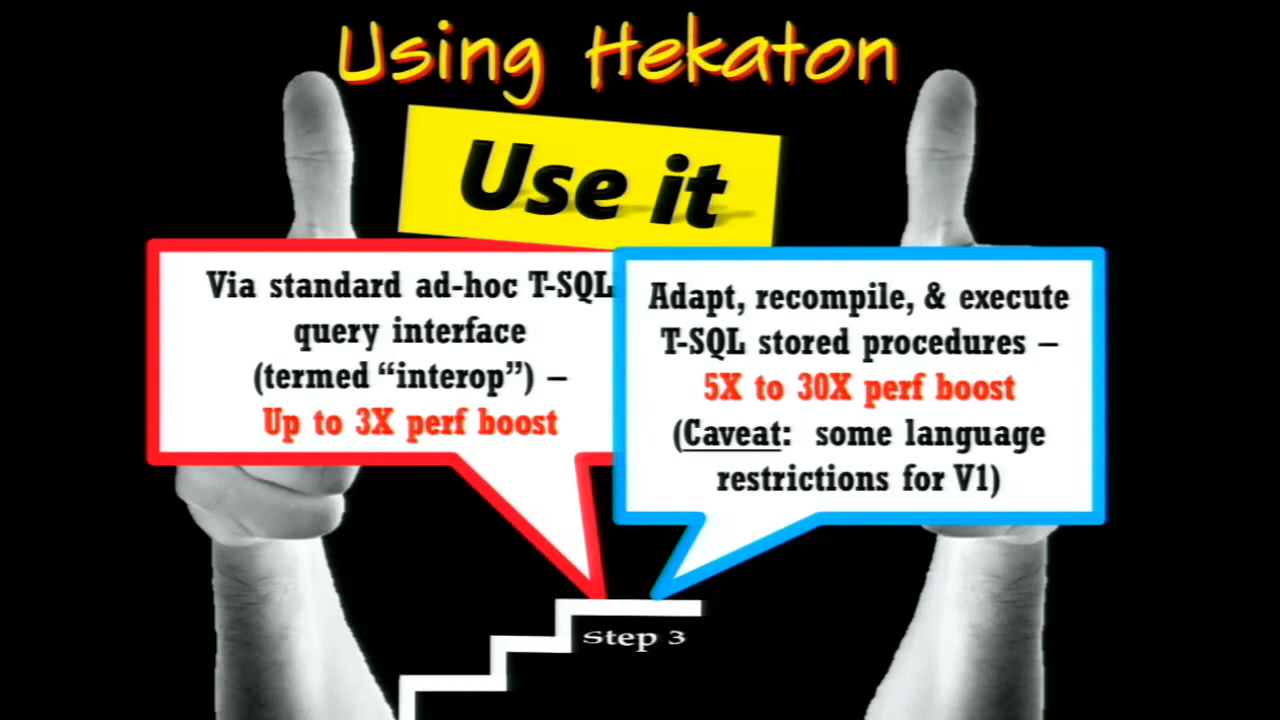 Using Hekaton
Use it
Via standard ad-hoc T-SQL
query interface
(termed “interop”) –
Up to 3X perf boost
Adapt, recompile, & execute
T-SQL stored procedures –
5X to 30X perf boost
(Caveat: some language
restrictions for V1)
Step 3